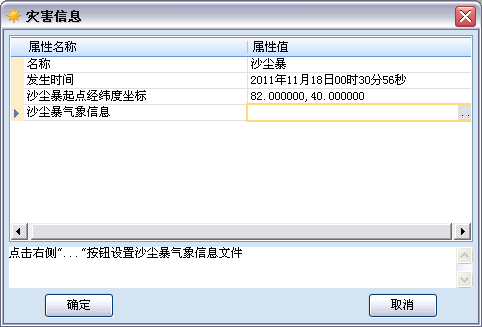 灾害信息
属性名称 属性值
名称 沙尘暴
发生时间 2011年11月18日00时30分56秒
沙尘暴起点经纬度坐标 82.000000,40.000000
沙尘暴气象信息 ..
点击右侧“...”按钮设置沙尘暴气象信息文件
确定 取消